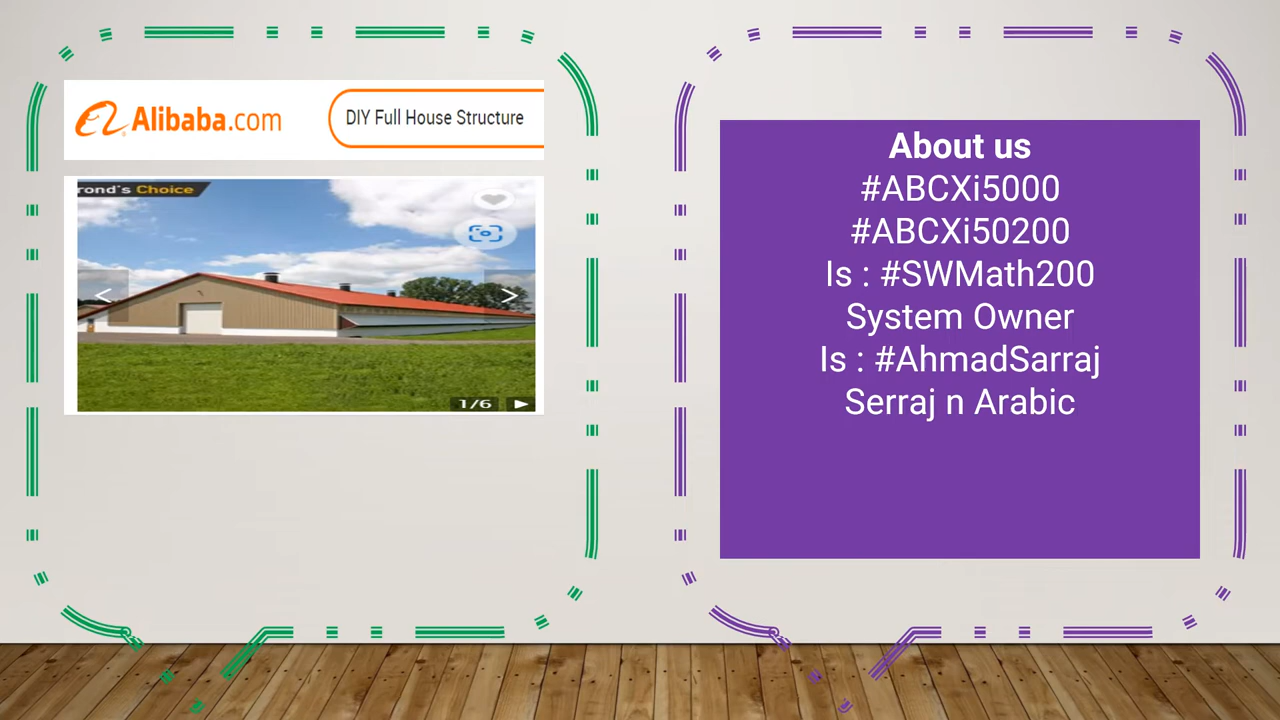 Alibaba.com
DIY Full House Structure
rond's Choice
1/6
About us
#ABCXi5000
#ABCXi50200
Is : #SWMath200
System Owner
Is : #AhmadSarraj
Serraj n Arabic